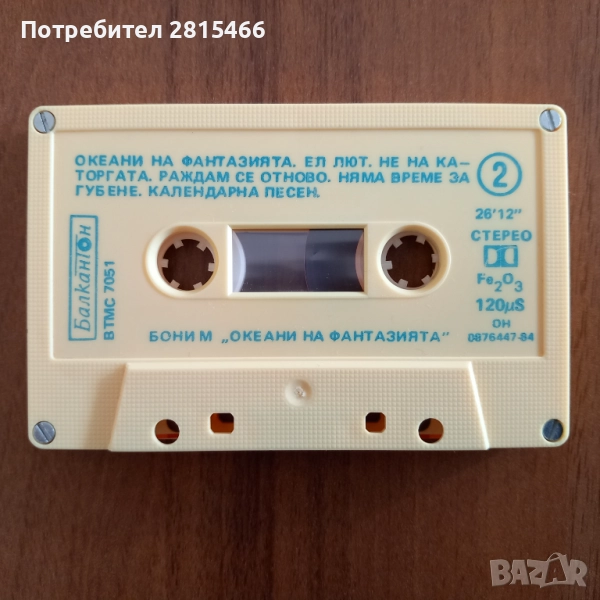 Потребител 2815466
ОКЕАНИ НА ФАНТАЗИЯТА. ЕЛ ЛЮТ. НЕ НА КА–
ТОРГАТА. РАЖДАМ СЕ ОТНОВО. НЯМА ВРЕМЕ ЗА
ГУБЕНЕ. КАЛЕНДАРНА ПЕСЕН.
2
26'12"
СТЕРЕО
Fe2O3
120µS
ОН
0876447-84
Балкантон
ВТМС 7051
БОНИ М „ОКЕАНИ НА ФАНТАЗИЯТА"
BAZAR